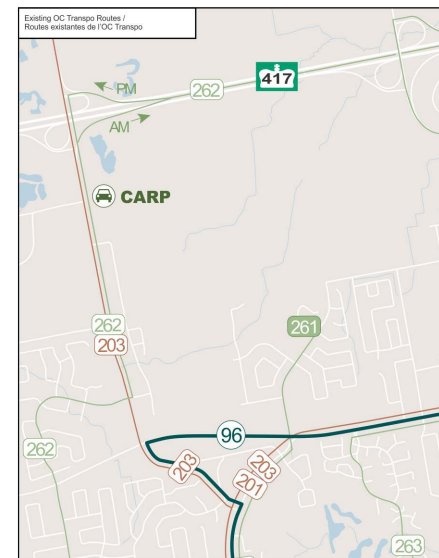 Existing OC Transpo Routes /
Routes existantes de l'OC Transpo
417
PM
262
AM
CARP
262
203
261
96
262
203
203
201
263